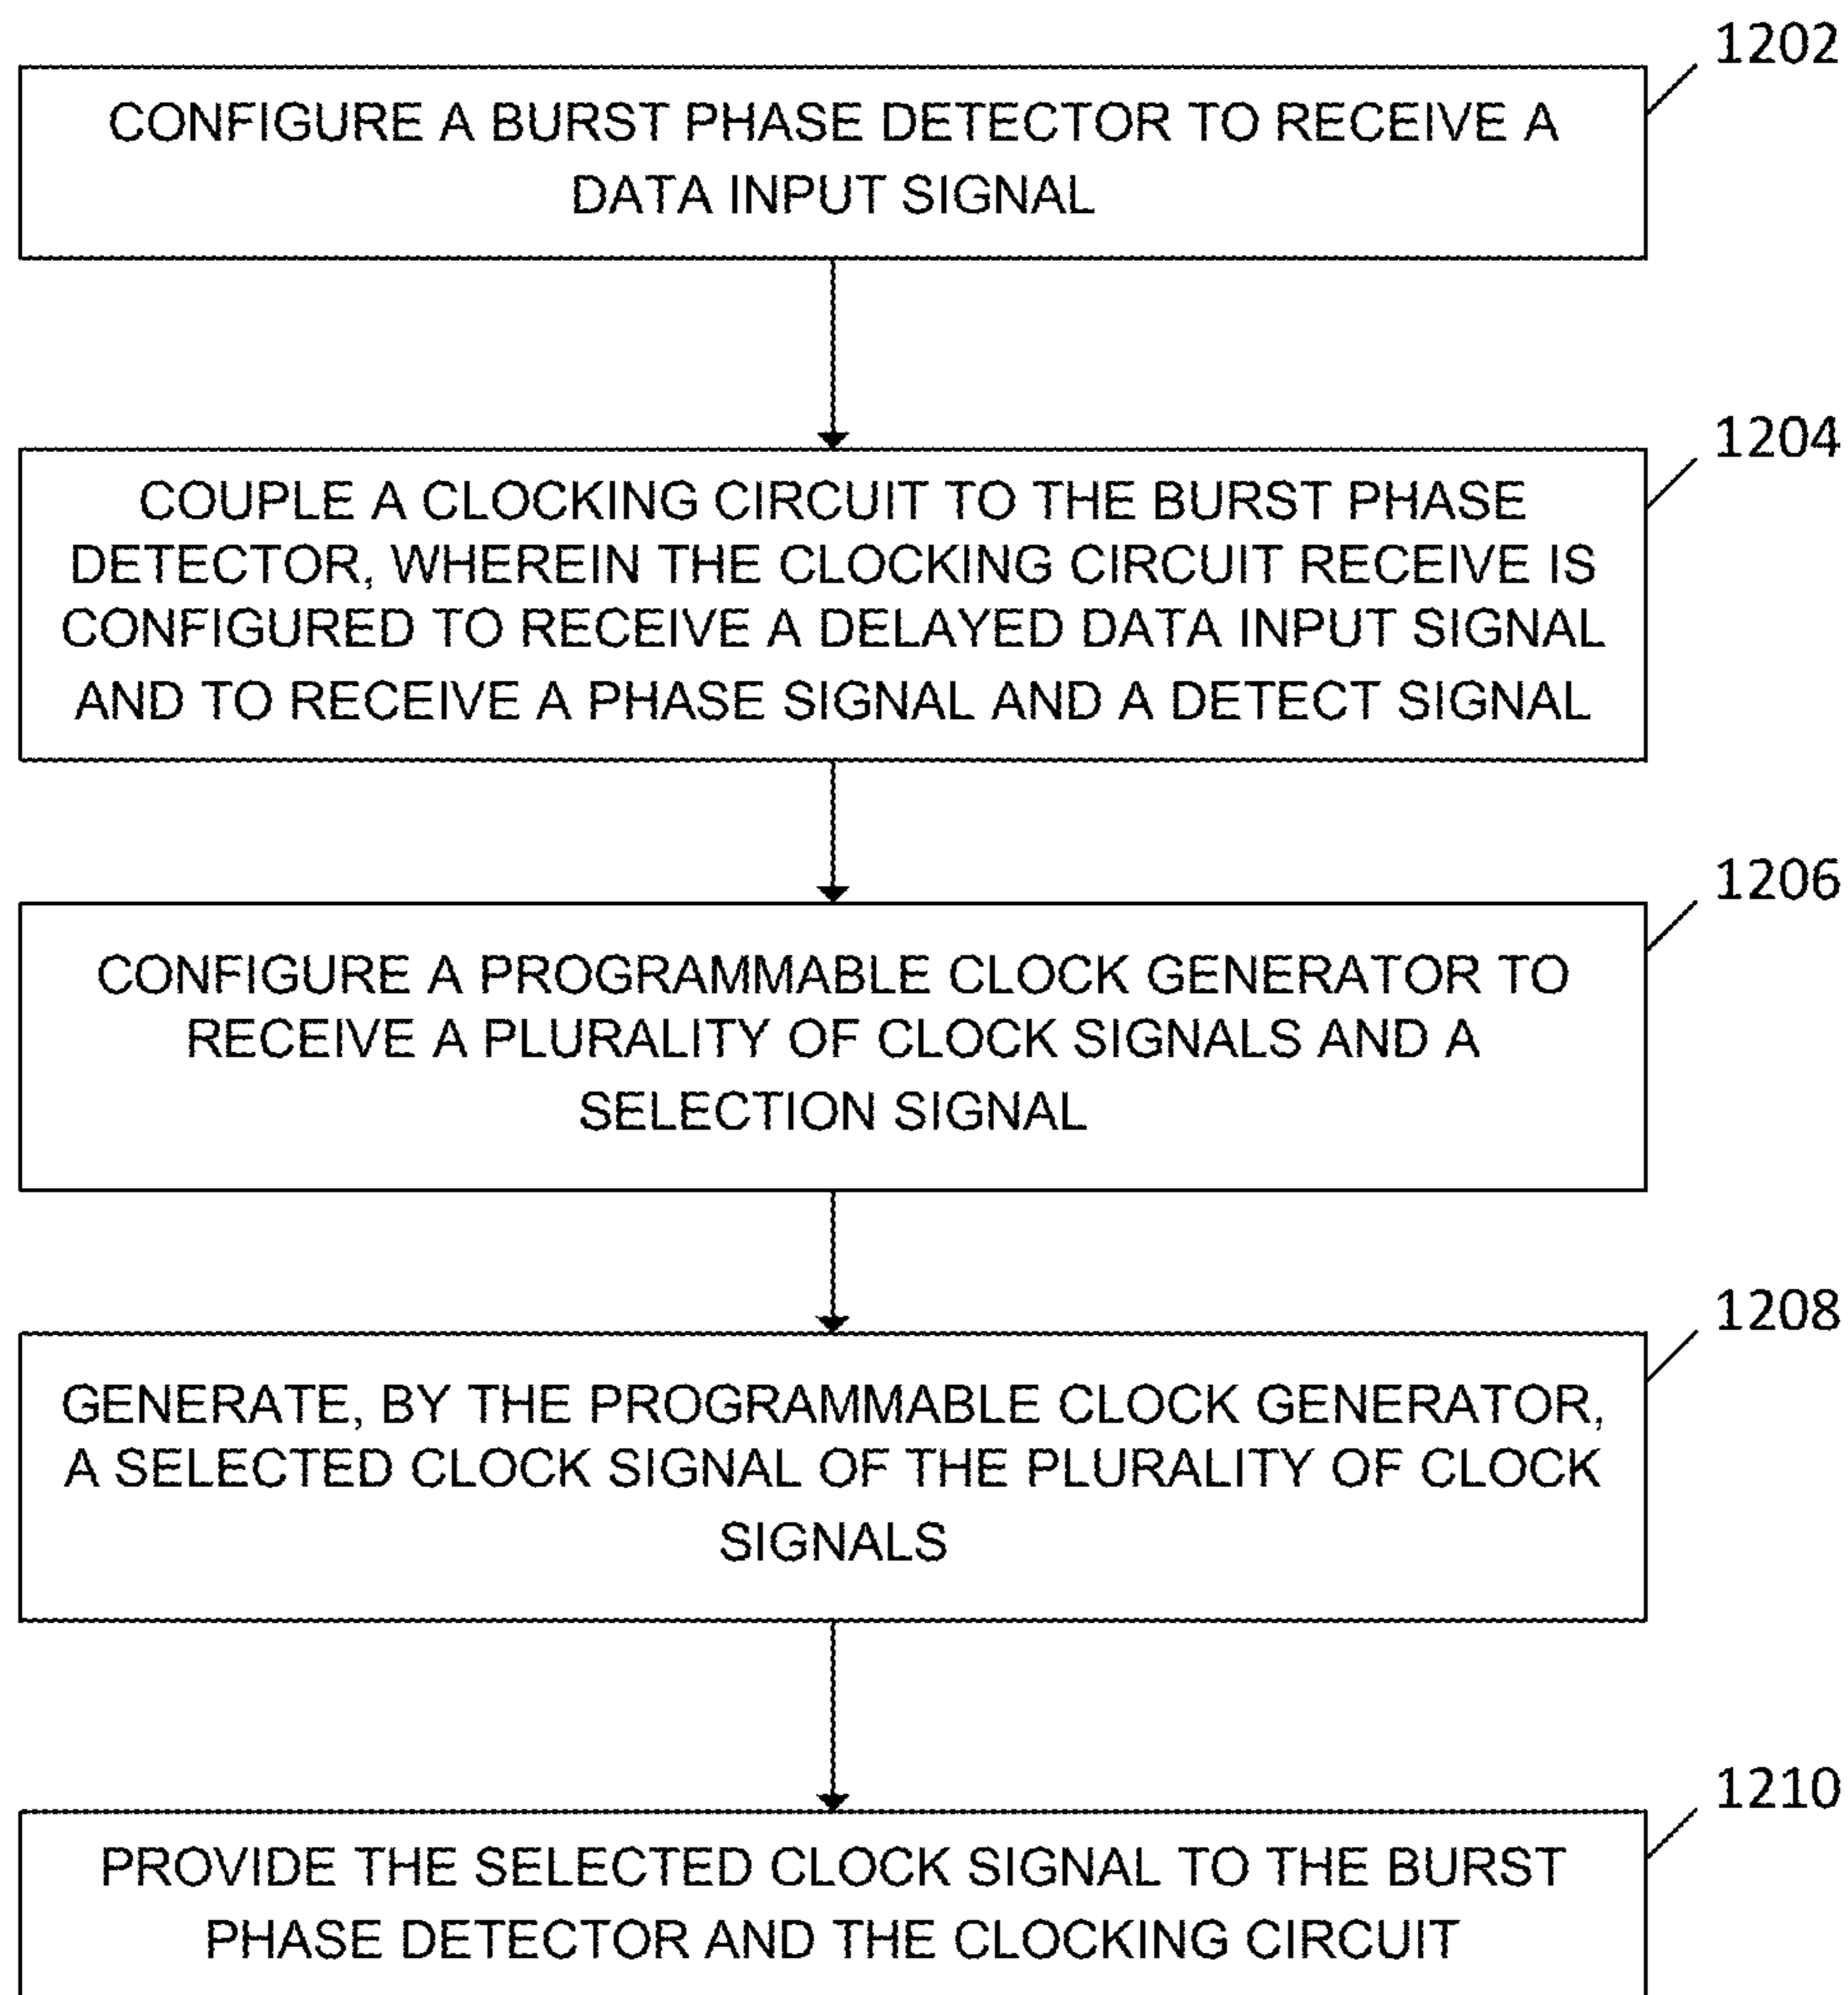 1202
CONFIGURE A BURST PHASE DETECTOR TO RECEIVE A
DATA INPUT SIGNAL
1204
COUPLE A CLOCKING CIRCUIT TO THE BURST PHASE
DETECTOR, WHEREIN THE CLOCKING CIRCUIT RECEIVE IS
CONFIGURED TO RECEIVE A DELAYED DATA INPUT SIGNAL
AND TO RECEIVE A PHASE SIGNAL AND A DETECT SIGNAL
1206
CONFIGURE A PROGRAMMABLE CLOCK GENERATOR TO
RECEIVE A PLURALITY OF CLOCK SIGNALS AND A
SELECTION SIGNAL
1208
GENERATE, BY THE PROGRAMMABLE CLOCK GENERATOR,
A SELECTED CLOCK SIGNAL OF THE PLURALITY OF CLOCK
SIGNALS
1210
PROVIDE THE SELECTED CLOCK SIGNAL TO THE BURST
PHASE DETECTOR AND THE CLOCKING CIRCUIT